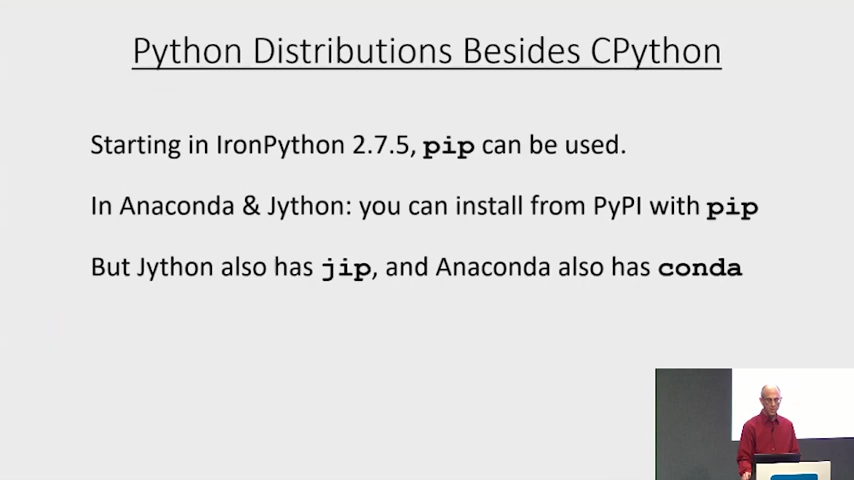 Python Distributions Besides CPython
Starting in IronPython 2.7.5, pip can be used.
In Anaconda & Jython: you can install from PyPI with pip
But Jython also has jip, and Anaconda also has conda